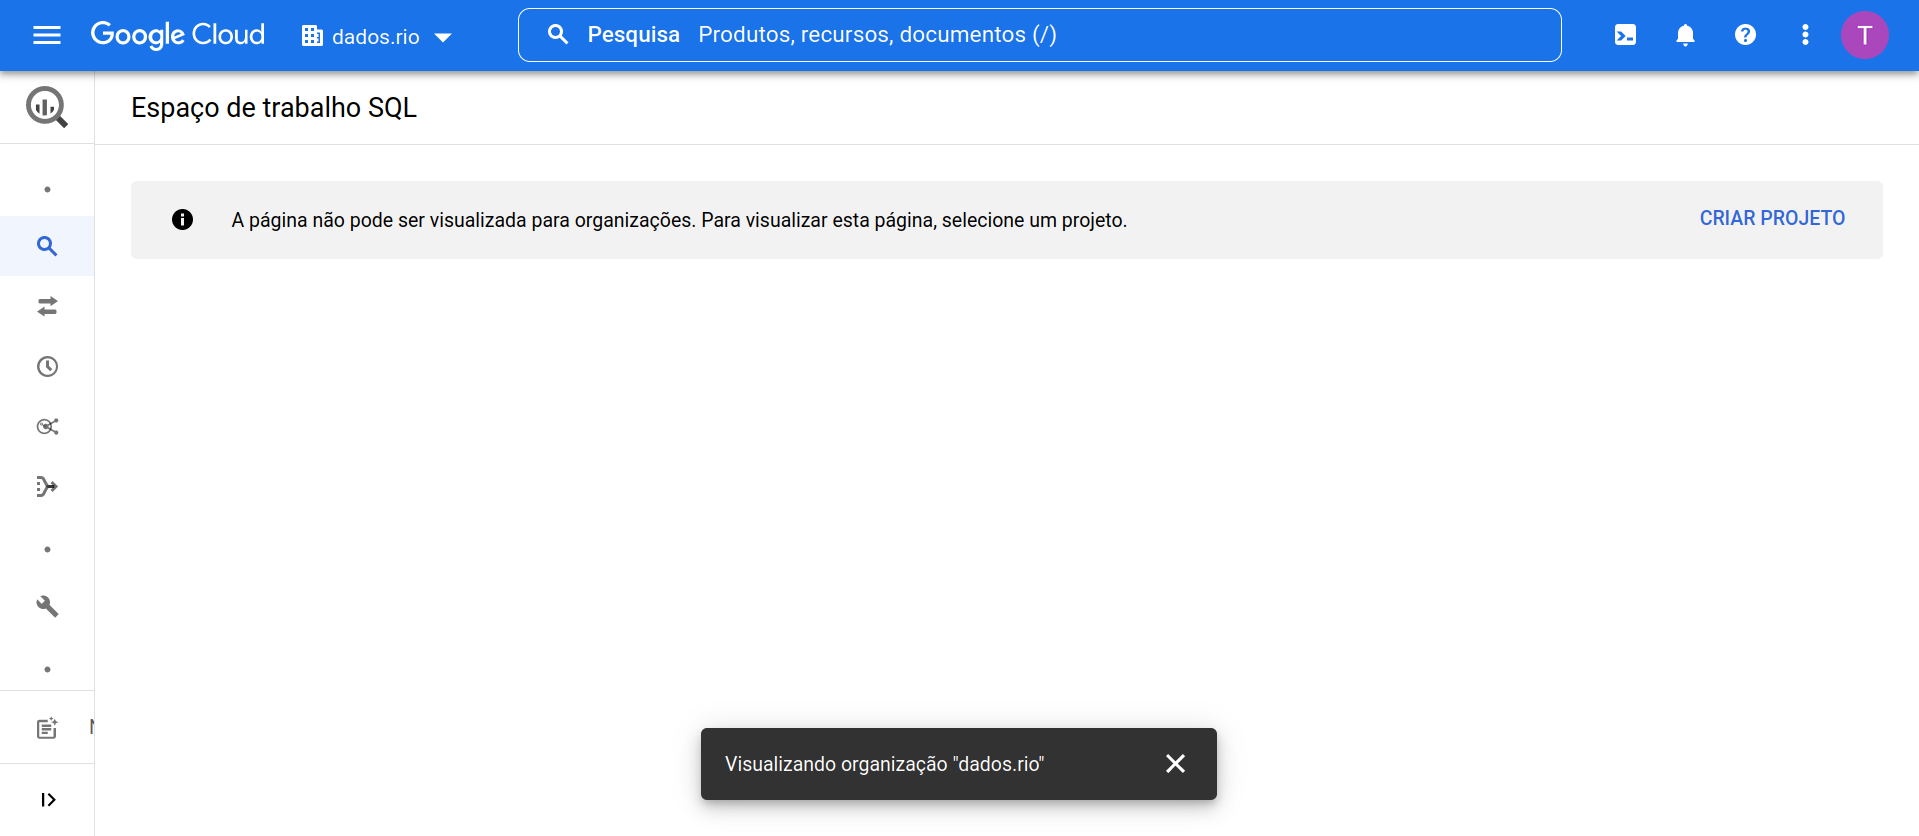 Google Cloud
dados.rio
Pesquisa Produtos, recursos, documentos (/)
T
Espaço de trabalho SQL
A página não pode ser visualizada para organizações. Para visualizar esta página, selecione um projeto.
CRIAR PROJETO
Visualizando organização "dados.rio"